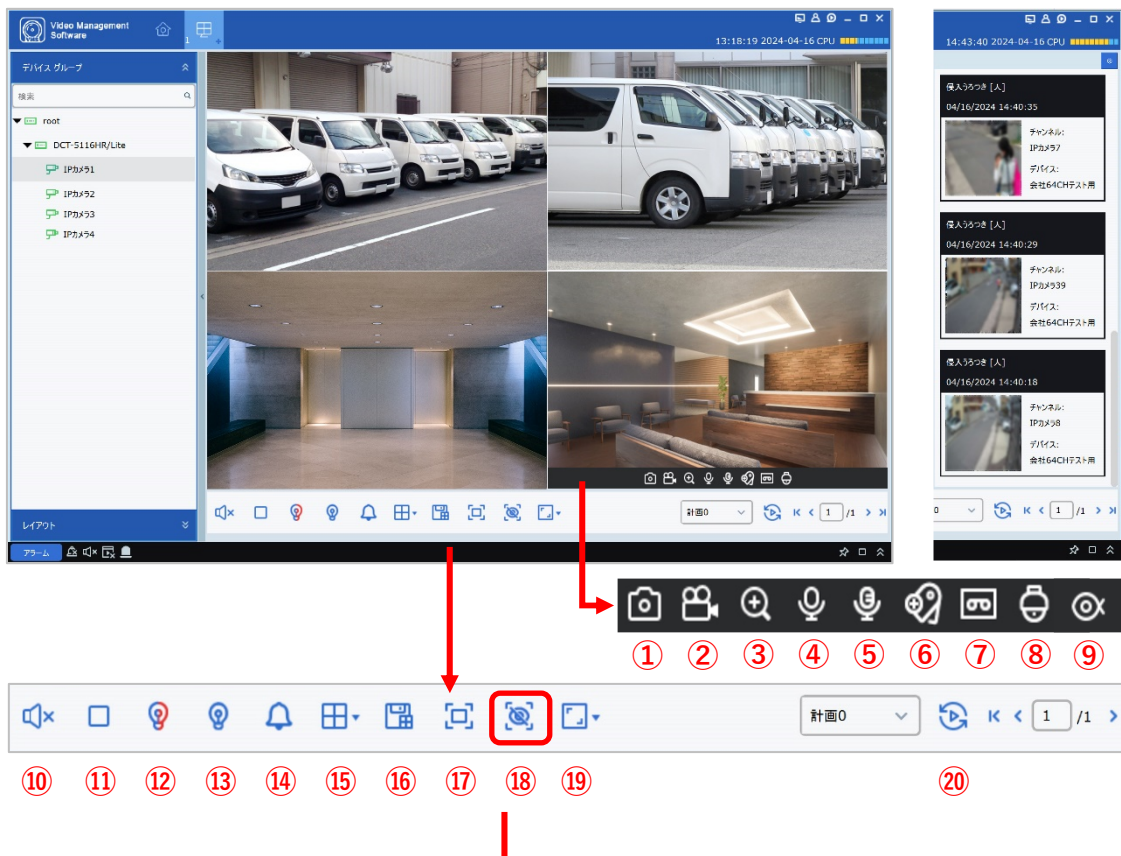 Video Management
Software
1
13:18:19 2024-04-16 CPU
デバイス グループ
検索
root
DCT-5116HR/Lite
IPカメラ1
IPカメラ2
IPカメラ3
IPカメラ4
レイアウト
計画0
1 /1
アラーム
14:43:40 2024-04-16 CPU
侵入うろつき [人]
04/16/2024 14:40:35
チャンネル:
IPカメラ7
デバイス:
会社64CHテスト用
侵入うろつき [人]
04/16/2024 14:40:29
チャンネル:
IPカメラ39
デバイス:
会社64CHテスト用
侵入うろつき [人]
04/16/2024 14:40:18
チャンネル:
IPカメラ8
デバイス:
会社64CHテスト用
0
1 /1
① ② ③ ④ ⑤ ⑥ ⑦ ⑧ ⑨
計画0
1 /1
⑩ ⑪ ⑫ ⑬ ⑭ ⑮ ⑯ ⑰ ⑱ ⑲ ⑳